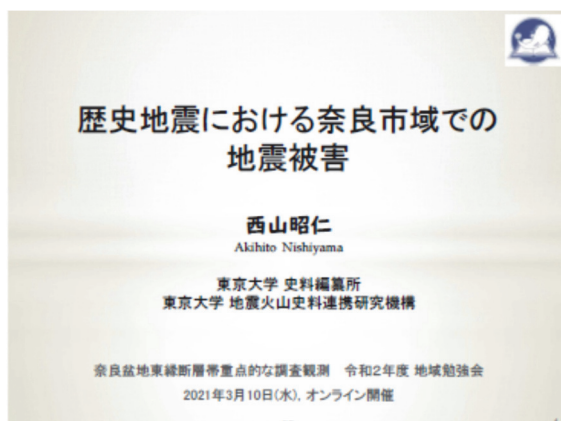 歴史地震における奈良市域での
地震被害
西山昭仁
Akihito Nishiyama
東京大学 史料編纂所
東京大学 地震火山史料連携研究機構
奈良盆地東縁断層帯重点的な調査観測 令和2年度 地域勉強会
2021年3月10日(水), オンライン開催